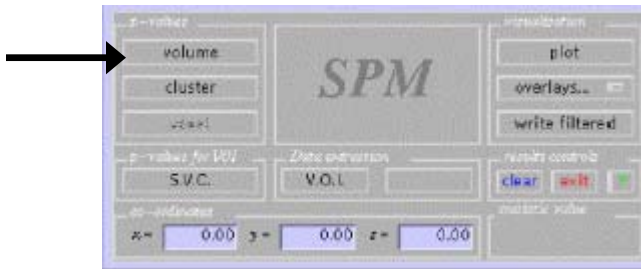 p-values
visualization
volume
plot
SPM
cluster
overlays...
voxel
write filtered
p-values for VOI
Data extraction
results controls
S.V.C.
V.O.I.
clear
exit
?
co-ordinates
statistic value
x = 0.00 y = 0.00 z = 0.00